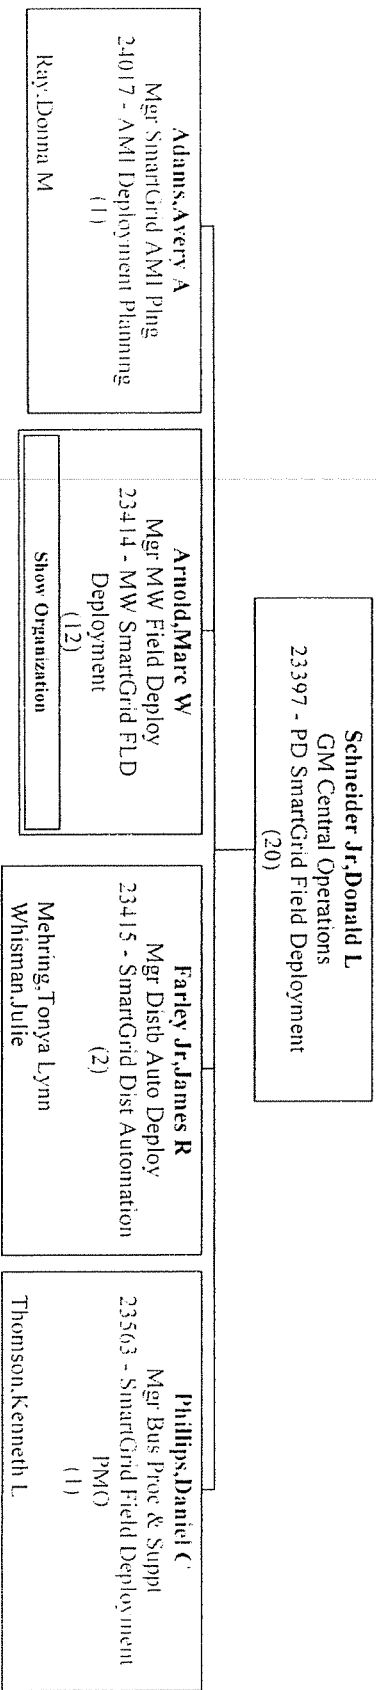 Schneider Jr,Donald L
GM Central Operations
23397 - PD SmartGrid Field Deployment
(20)
Adams,Avery A
Mgr SmartGrid AMI Plng
24017 - AMI Deployment Planning
(1)
Ray,Donna M
Arnold,Marc W
Mgr MW Field Deploy
23414 - MW SmartGrid FLD
Deployment
(12)
Show Organization
Farley Jr,James R
Mgr Distb Auto Deploy
23415 - SmartGrid Dist Automation
(2)
Mehring,Tonya Lynn
Whisman,Julie
Phillips,Daniel C
Mgr Bus Proc & Suppt
23563 - SmartGrid Field Deployment
PMO
(1)
Thomson,Kenneth L